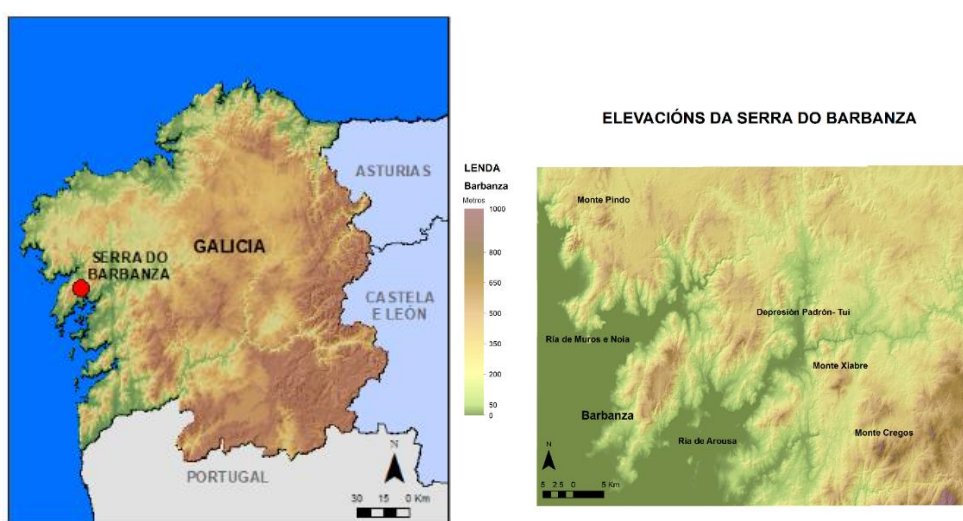 ASTURIAS
GALICIA
SERRA DO
BARBANZA
CASTELA
E LEÓN
PORTUGAL
N
30 15 0 Km
LENDA
Barbanza
Metros
1000
800
650
500
400
300
200
50
0
ELEVACIÓNS DA SERRA DO BARBANZA
Monte Pindo
Depresión Padrón- Tui
Ría de Muros e Noia
Monte Xiabre
Barbanza
Ría de Arousa
Monte Cregos
N
5 2.5 0 5 Km